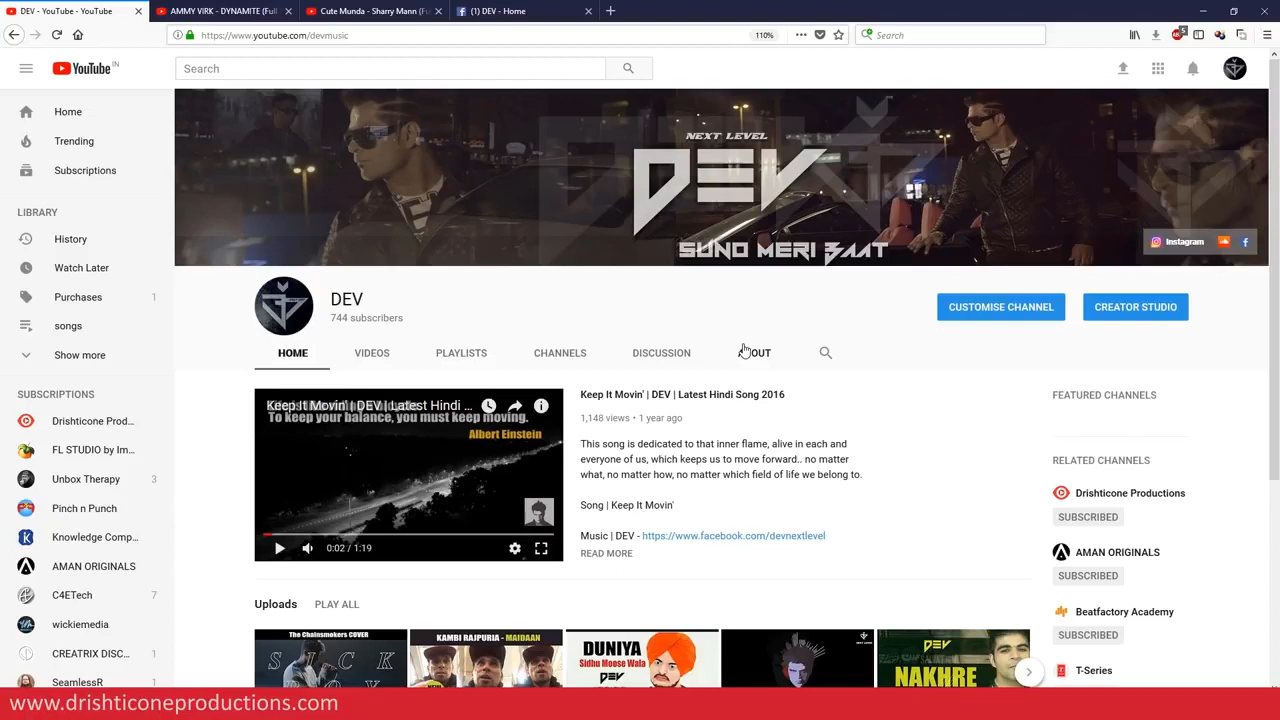 DEV - YouTube - YouTube
AMMY VIRK - DYNAMITE (Full
Cute Munda - Sharry Mann (Fu
(1) DEV - Home
https://www.youtube.com/devmusic
110%
Search
5
YouTube IN
Search
Home
Trending
Subscriptions
LIBRARY
History
Watch Later
Purchases 1
songs
Show more
SUBSCRIPTIONS
Drishticone Prod...
FL STUDIO by Im...
Unbox Therapy 3
Pinch n Punch
Knowledge Comp...
AMAN ORIGINALS
C4ETech 7
wickiemedia
CREATRIX DISC... 1
SeamlessR 1
NEXT LEVEL
DEV
SUNO MERI BAAT
Instagram
DEV
744 subscribers
CUSTOMISE CHANNEL
CREATOR STUDIO
HOME
VIDEOS
PLAYLISTS
CHANNELS
DISCUSSION
ABOUT
Keep It Movin' | DEV | Latest Hindi ...
To keep your balance, you must keep moving.
Albert Einstein
0:02 / 1:19
Keep It Movin' | DEV | Latest Hindi Song 2016
1,148 views • 1 year ago
This song is dedicated to that inner flame, alive in each and
everyone of us, which keeps us to move forward.. no matter
what, no matter how, no matter which field of life we belong to.
Song | Keep It Movin'
Music | DEV - https://www.facebook.com/devnextlevel
READ MORE
FEATURED CHANNELS
RELATED CHANNELS
Drishticone Productions
SUBSCRIBED
AMAN ORIGINALS
SUBSCRIBED
Beatfactory Academy
SUBSCRIBED
T-Series
Uploads PLAY ALL
The Chainsmokers COVER
SICK
KAMBI RAJPURIA - MAIDAAN
DUNIYA
Sidhu Moose Wala
DEV
DEV
NAKHRE
www.drishticoneproductions.com